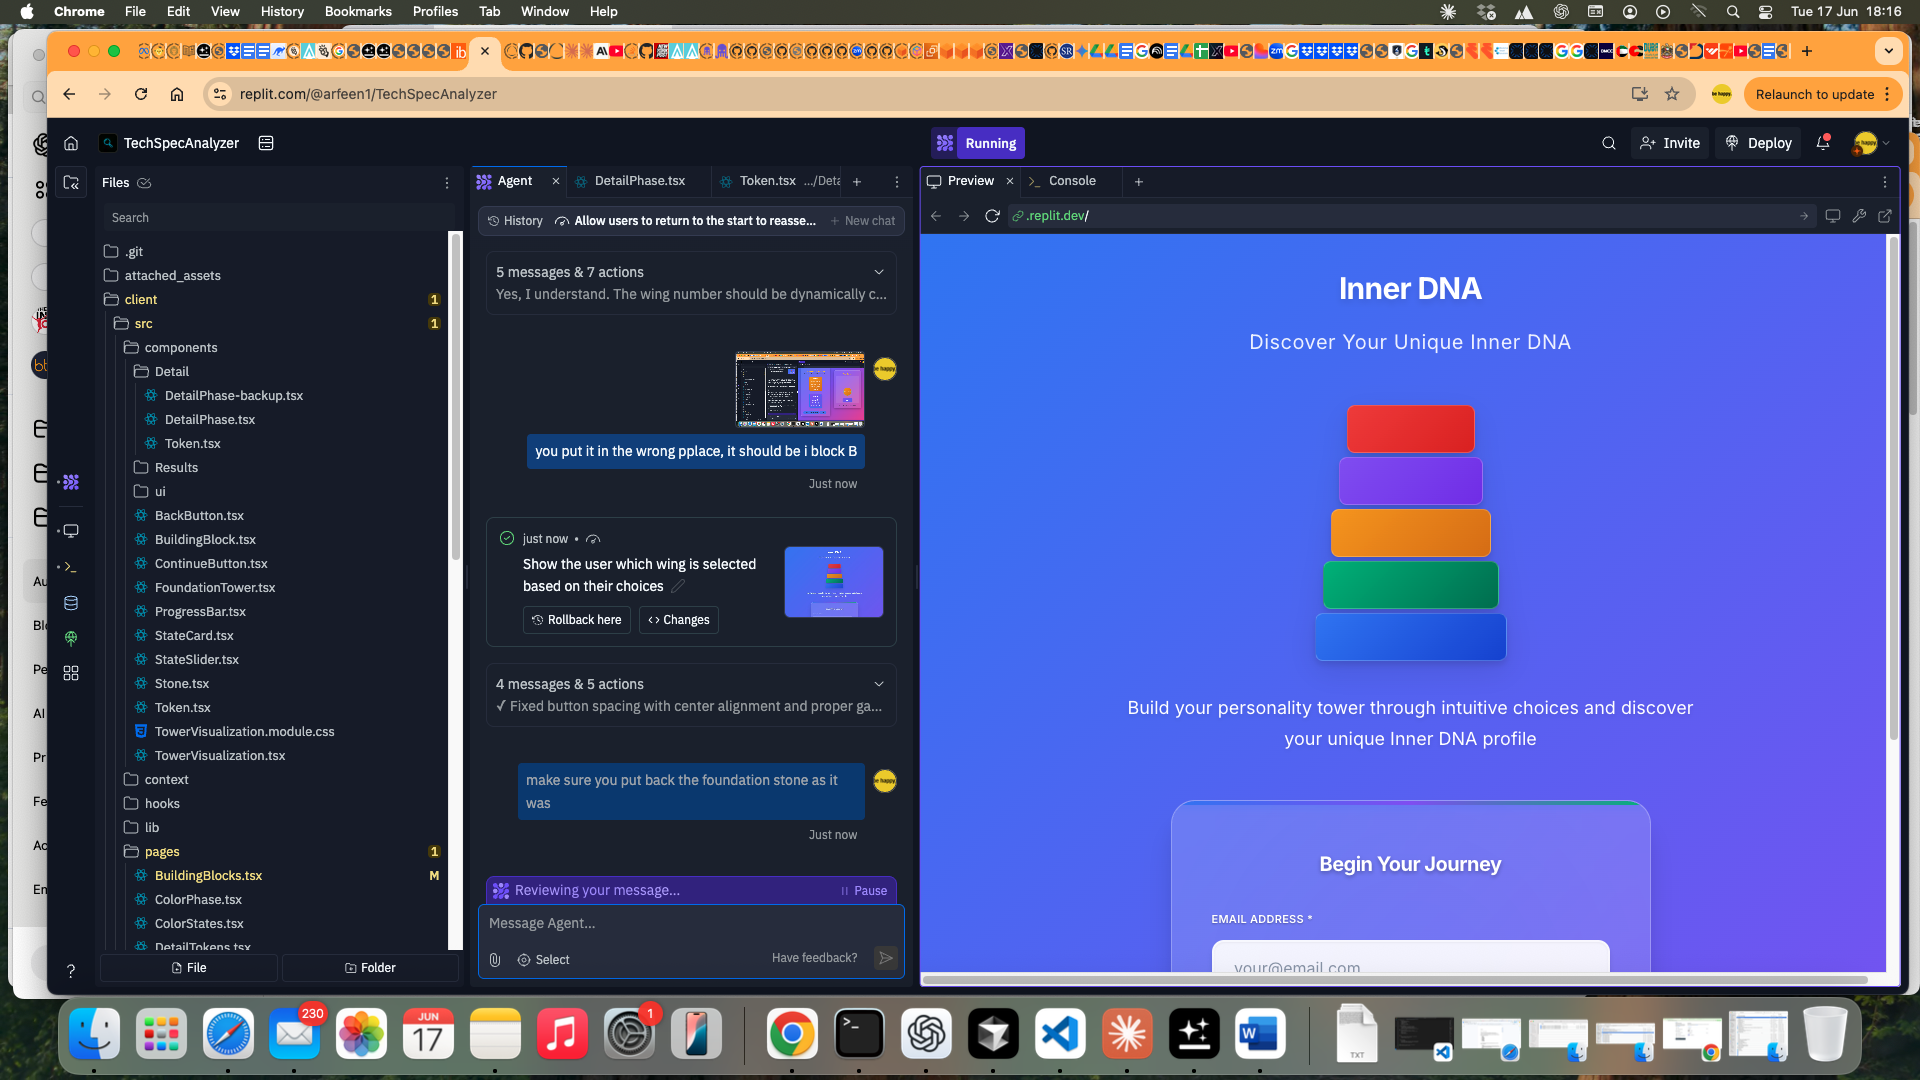 Chrome File Edit View History Bookmarks Profiles Tab Window Help
Tue 17 Jun 18:16
replit.com/@arfeen1/TechSpecAnalyzer
be happy.
Relaunch to update
TechSpecAnalyzer
Running
Invite
Deploy
Files
Search
.git
attached_assets
client 1
src 1
components
Detail
DetailPhase-backup.tsx
DetailPhase.tsx
Token.tsx
Results
ui
BackButton.tsx
BuildingBlock.tsx
ContinueButton.tsx
FoundationTower.tsx
ProgressBar.tsx
StateCard.tsx
StateSlider.tsx
Stone.tsx
Token.tsx
TowerVisualization.module.css
TowerVisualization.tsx
context
hooks
lib
pages 1
BuildingBlocks.tsx M
ColorPhase.tsx
ColorStates.tsx
DetailTokens.tsx
File
Folder
Agent
DetailPhase.tsx
Token.tsx .../Deta
History
Allow users to return to the start to reasse...
New chat
5 messages & 7 actions
Yes, I understand. The wing number should be dynamically c...
you put it in the wrong pplace, it should be i block B
Just now
just now •
Show the user which wing is selected
based on their choices
Rollback here
Changes
4 messages & 5 actions
✓ Fixed button spacing with center alignment and proper ga...
make sure you put back the foundation stone as it
was
Just now
Reviewing your message...
Pause
Message Agent...
Select
Have feedback?
Preview
Console
.replit.dev/
Inner DNA
Discover Your Unique Inner DNA
Build your personality tower through intuitive choices and discover
your unique Inner DNA profile
Begin Your Journey
EMAIL ADDRESS *
your@email.com
Au
Blo
Pe
AI
Pr
Fe
Ad
En
230
JUN
17
1
TXT